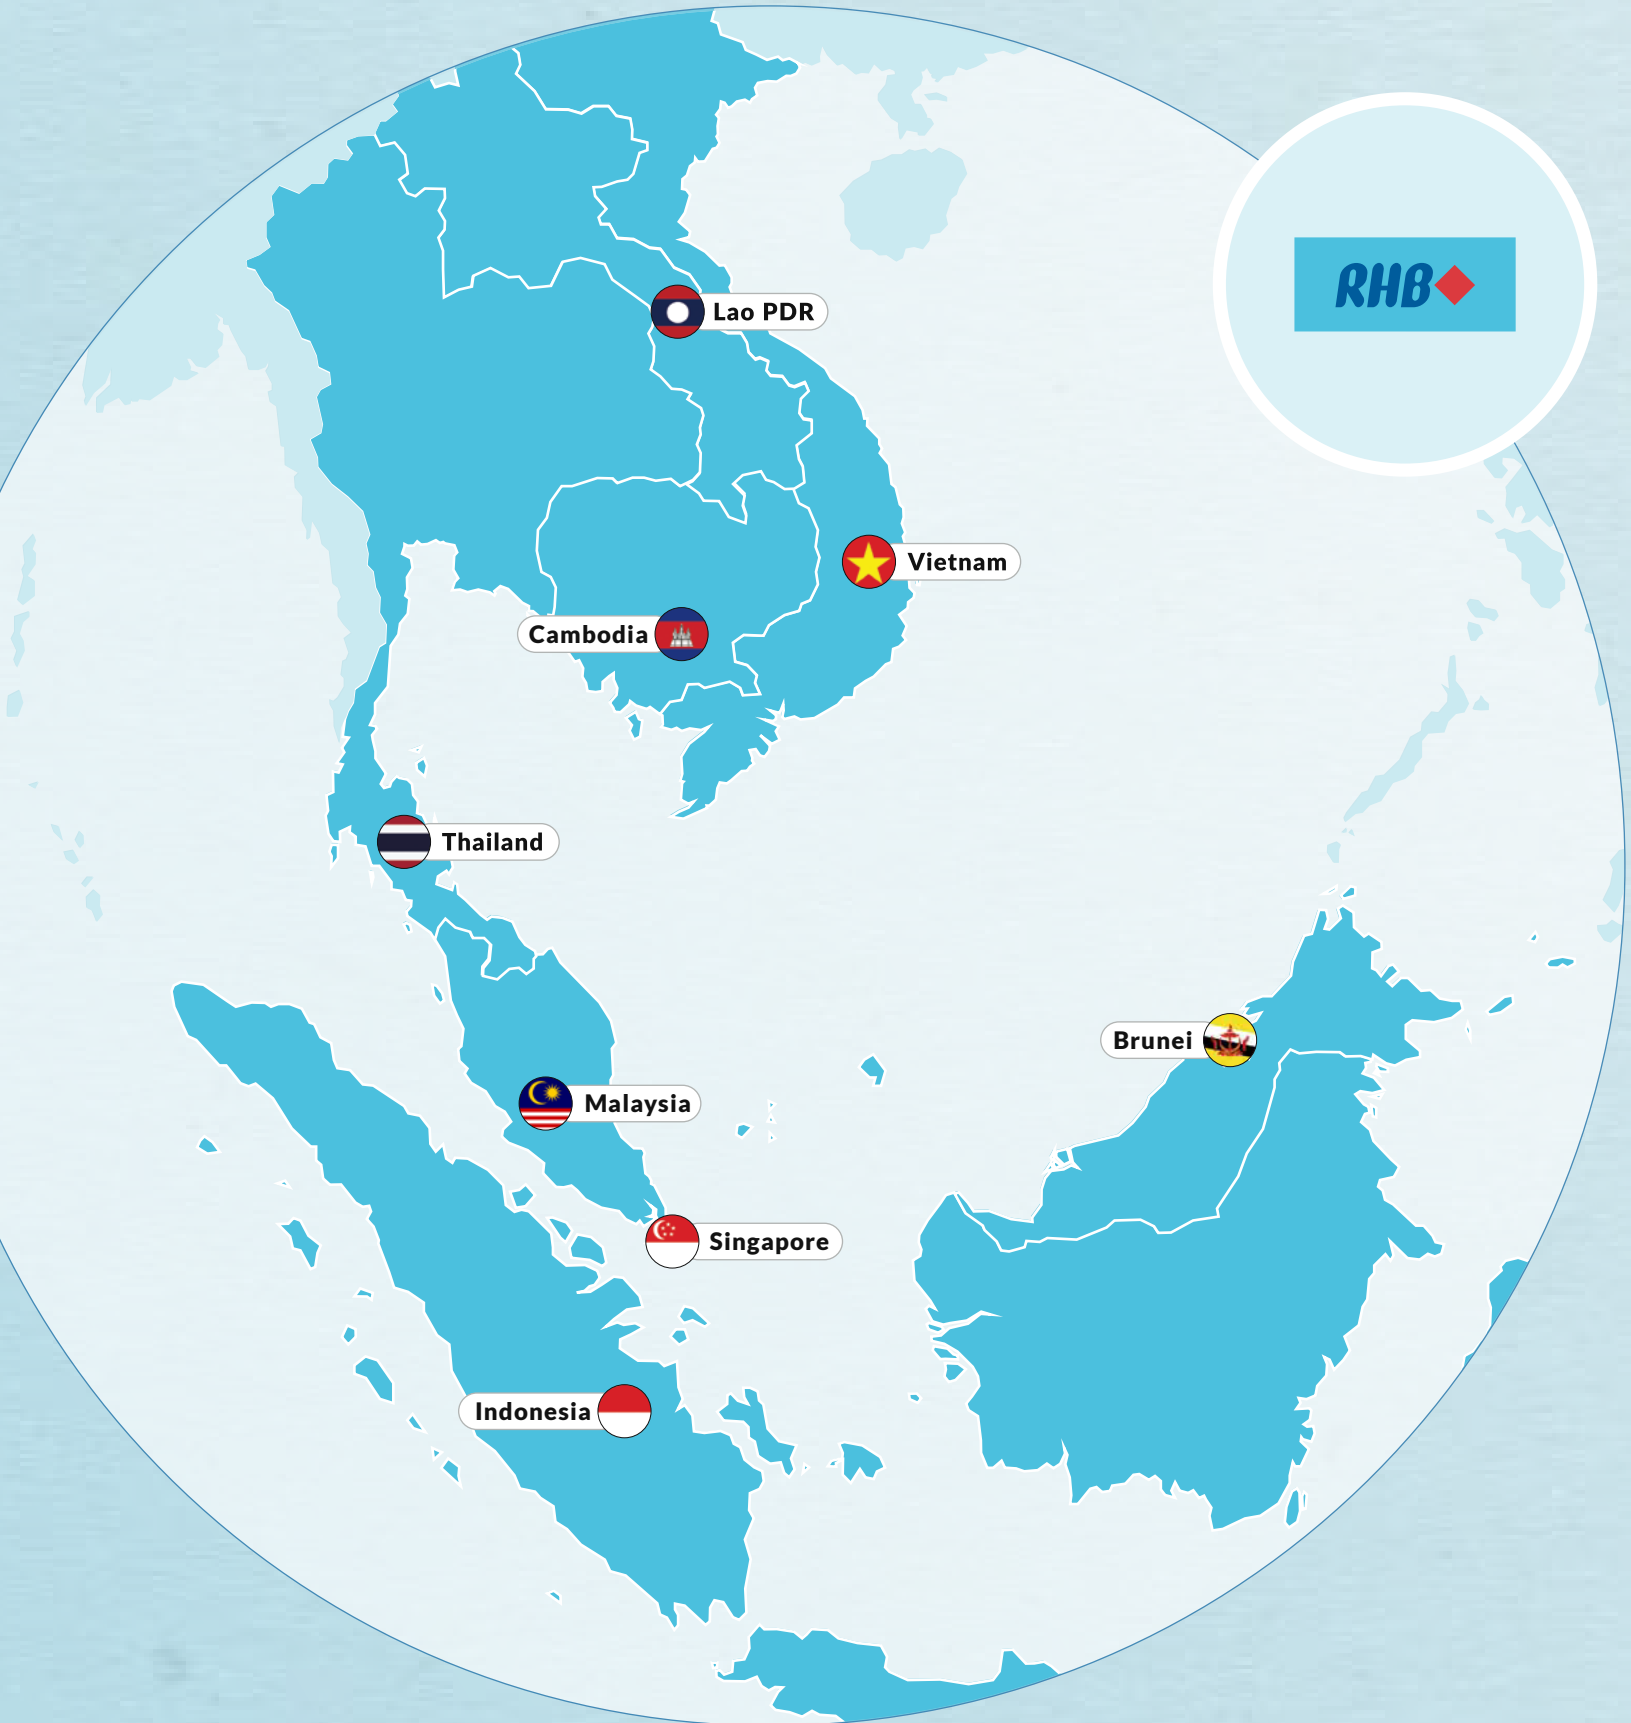 RHB
Lao PDR
Vietnam
Cambodia
Thailand
Brunei
Malaysia
Singapore
Indonesia